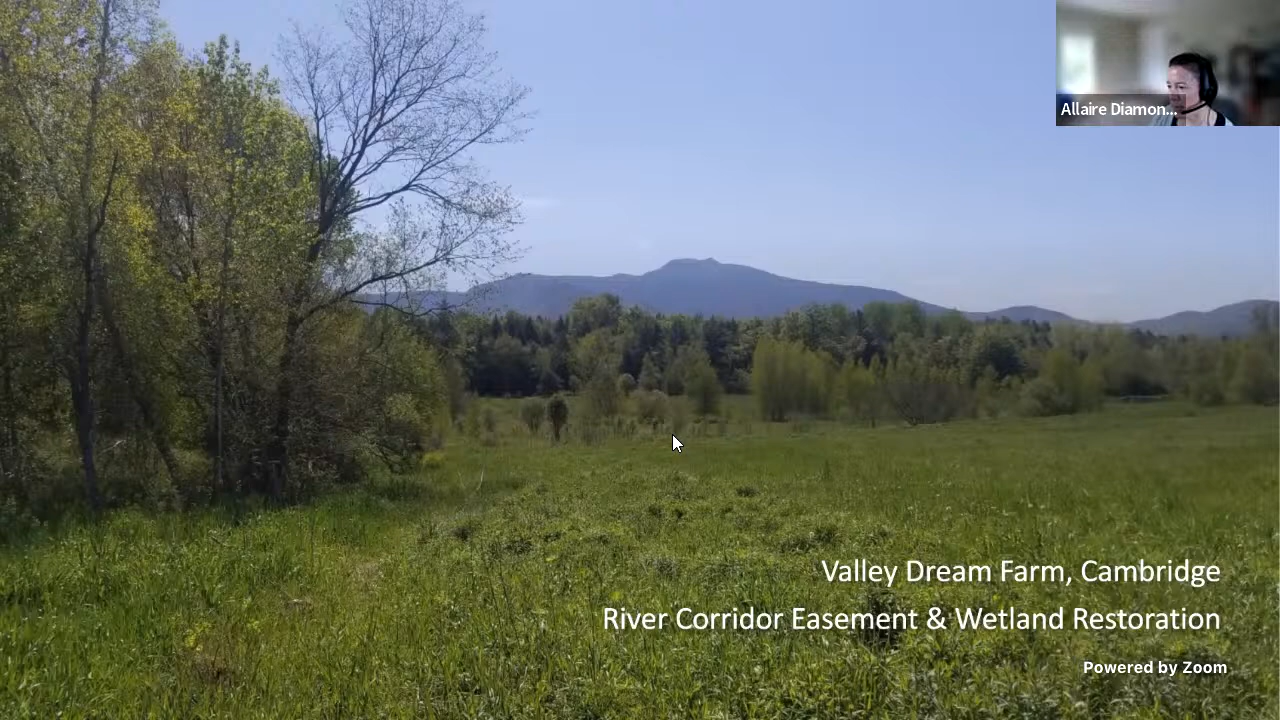 Allaire Diamon...
Valley Dream Farm, Cambridge
River Corridor Easement & Wetland Restoration
Powered by Zoom